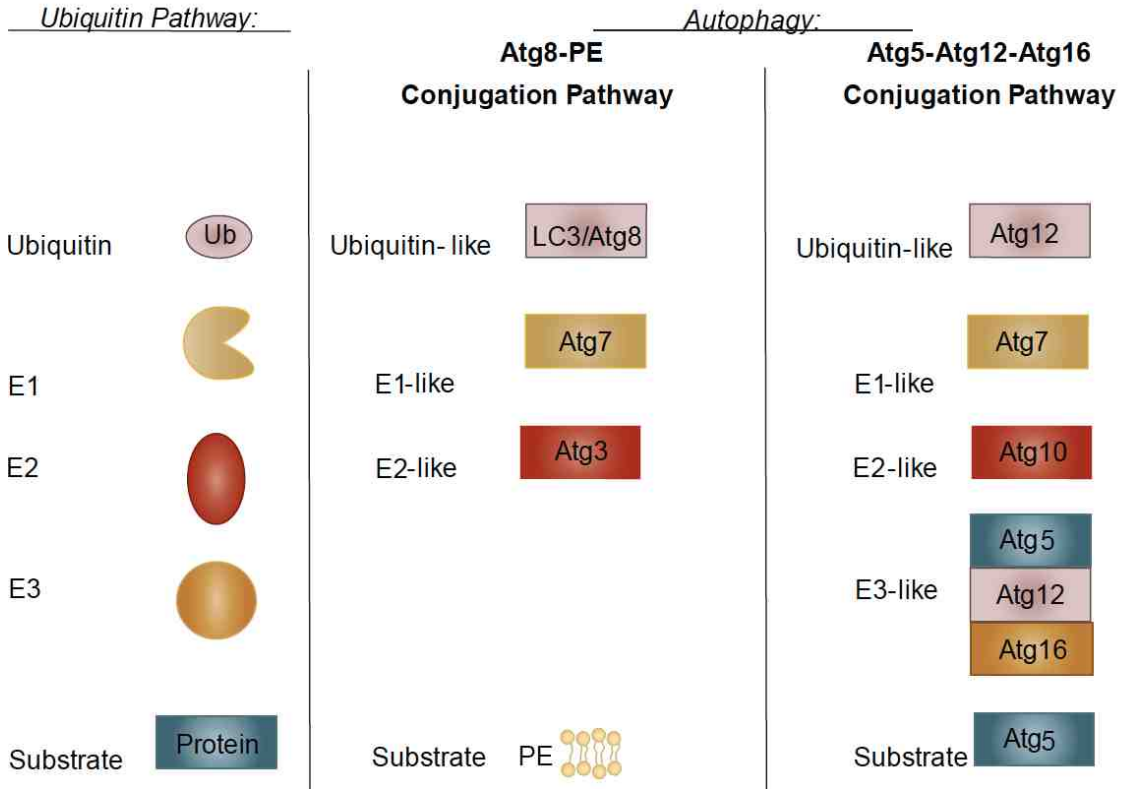 Ubiquitin Pathway:
Autophagy:
Atg8-PE
Conjugation Pathway
Atg5-Atg12-Atg16
Conjugation Pathway
Ubiquitin Ub Ubiquitin- like LC3/Atg8 Ubiquitin-like Atg12
E1 E1-like Atg7 E1-like Atg7
E2 E2-like Atg3 E2-like Atg10
E3 E3-like Atg5
Atg12
Atg16
Substrate Protein Substrate PE Substrate Atg5